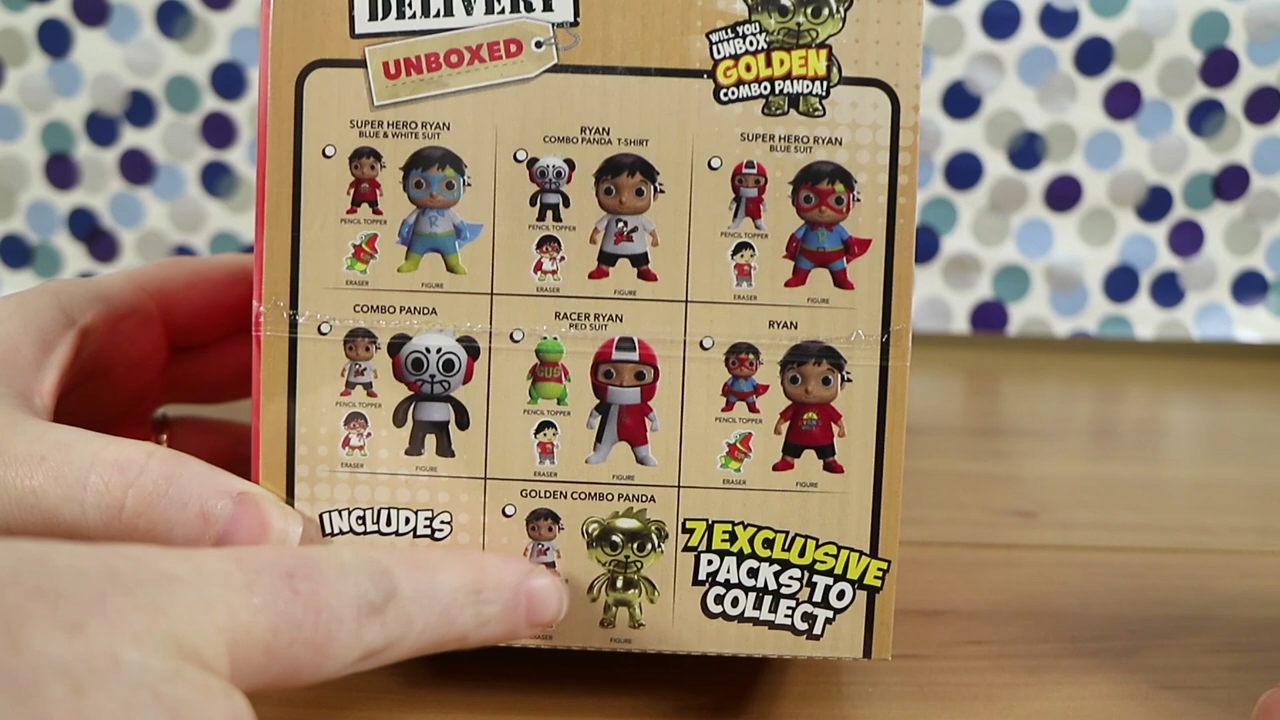 DELIVERY
UNBOXED
WILL YOU
UNBOX
GOLDEN
COMBO PANDA!
SUPER HERO RYAN
BLUE & WHITE SUIT
PENCIL TOPPER
ERASER
FIGURE
RYAN
COMBO PANDA T-SHIRT
PENCIL TOPPER
ERASER
FIGURE
SUPER HERO RYAN
BLUE SUIT
R
PENCIL TOPPER
ERASER
FIGURE
COMBO PANDA
PENCIL TOPPER
ERASER
FIGURE
RACER RYAN
RED SUIT
GUS
PENCIL TOPPER
ERASER
FIGURE
RYAN
PENCIL TOPPER
ERASER
FIGURE
INCLUDES
GOLDEN COMBO PANDA
FIGURE
7 EXCLUSIVE
PACKS TO
COLLECT